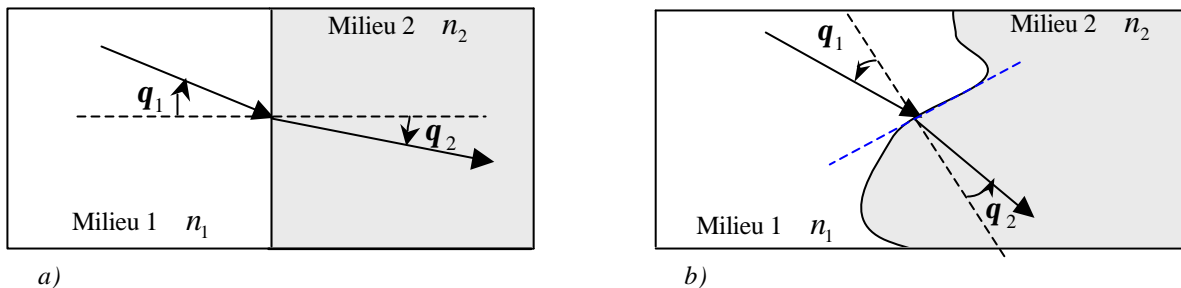 Milieu 2 n₂
q₁
q₂
Milieu 1 n₁
a)
Milieu 2 n₂
q₁
q₂
Milieu 1 n₁
b)